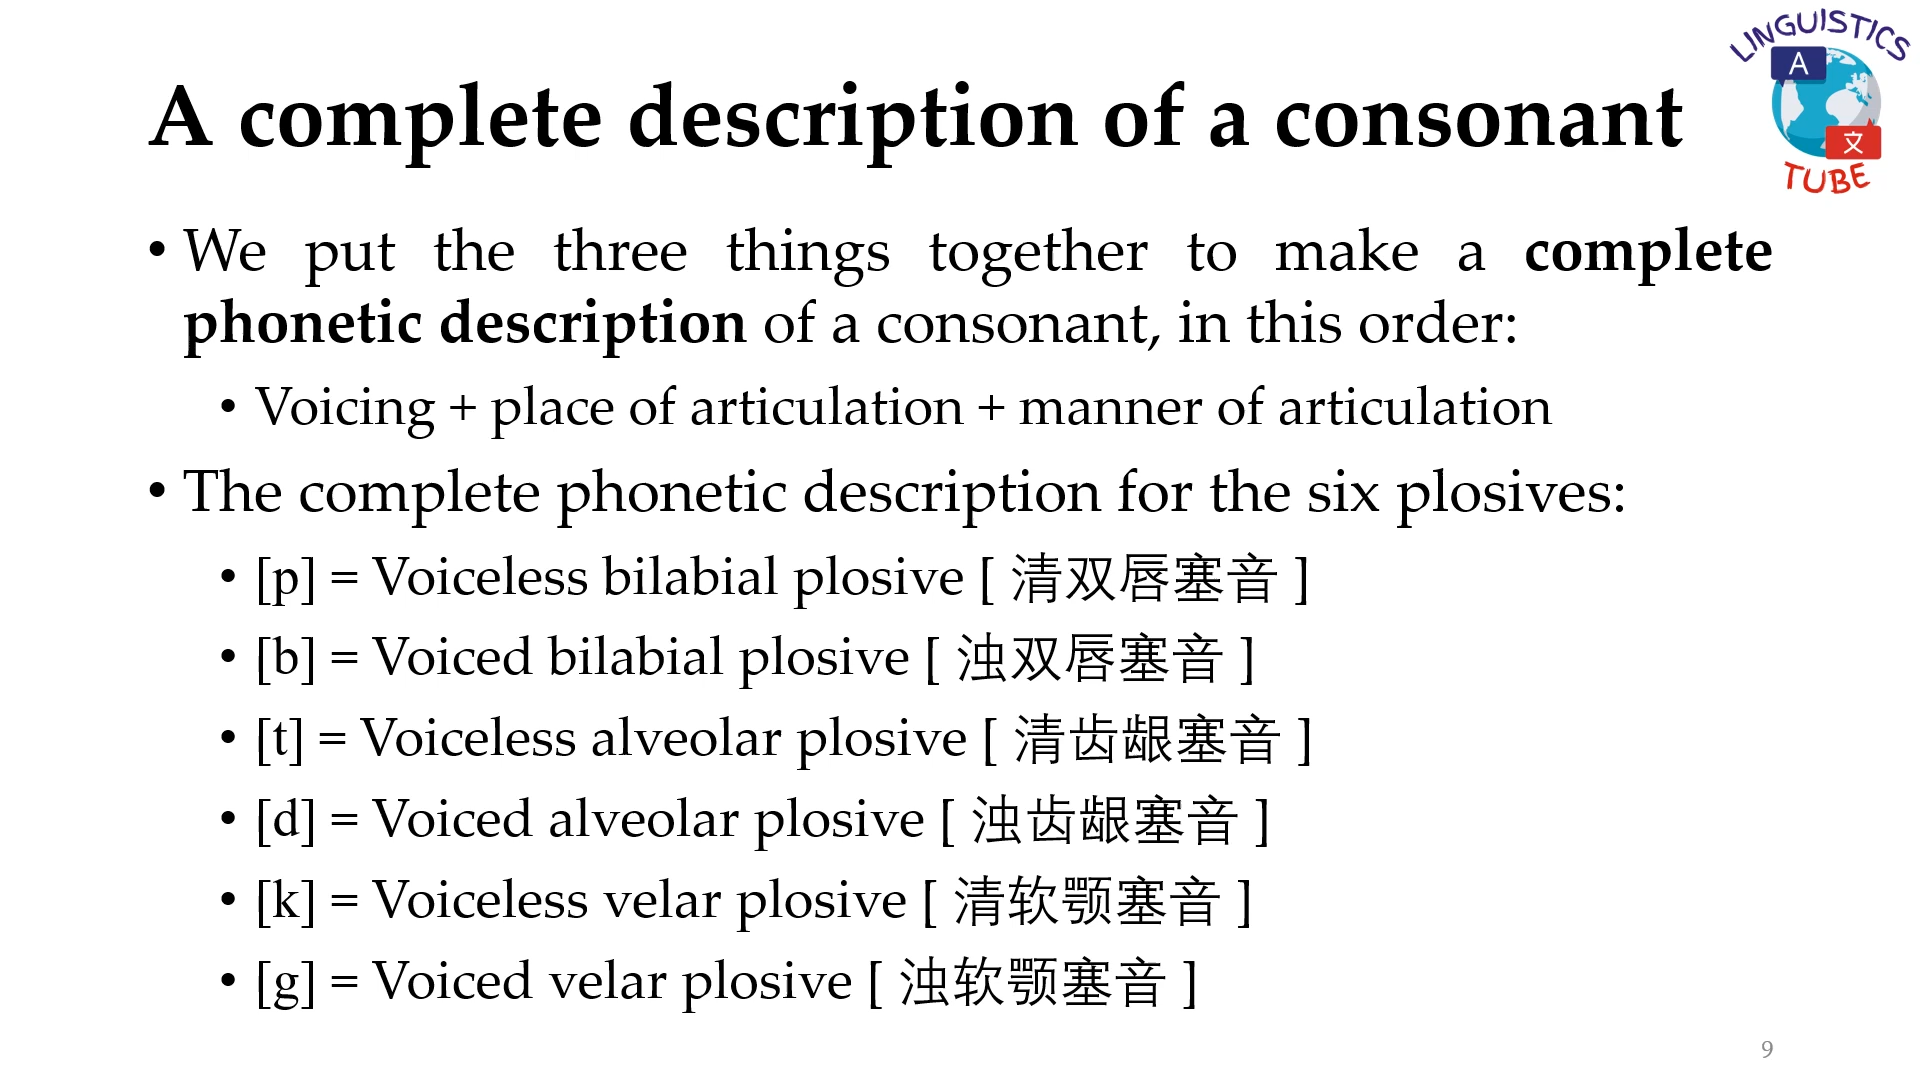 LINGUISTICS
A
文
TUBE
A complete description of a consonant
• We put the three things together to make a complete
phonetic description of a consonant, in this order:
• Voicing + place of articulation + manner of articulation
• The complete phonetic description for the six plosives:
• [p] = Voiceless bilabial plosive [ 清双唇塞音 ]
• [b] = Voiced bilabial plosive [ 浊双唇塞音 ]
• [t] = Voiceless alveolar plosive [ 清齿龈塞音 ]
• [d] = Voiced alveolar plosive [ 浊齿龈塞音 ]
• [k] = Voiceless velar plosive [ 清软颚塞音 ]
• [g] = Voiced velar plosive [ 浊软颚塞音 ]
9